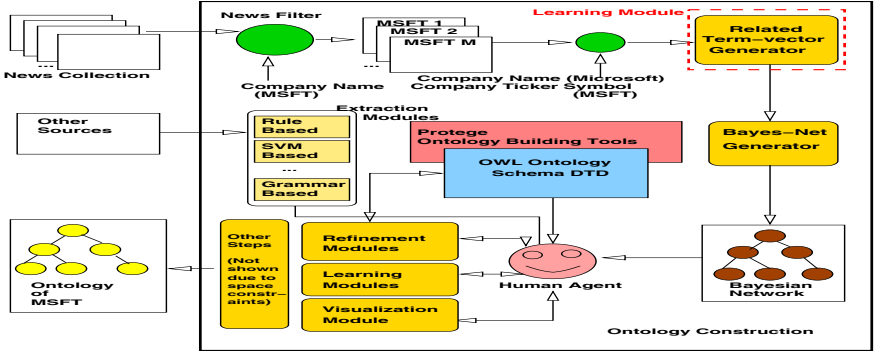 News Filter
Learning Module
MSFT 1
MSFT 2
MSFT M
...
Related
Term-vector
Generator
...
News Collection
Company Name
(MSFT)
Company Name (Microsoft)
Company Ticker Symbol
(MSFT)
Other
Sources
Extraction
Modules
Rule
Based
SVM
Based
...
Grammar
Based
Protege
Ontology Building Tools
OWL Ontology
Schema DTD
Bayes-Net
Generator
Ontology
of
MSFT
Other
Steps
(Not
shown
due to
space
constr-
aints)
Refinement
Modules
Learning
Modules
Visualization
Module
Human Agent
Bayesian
Network
Ontology Construction